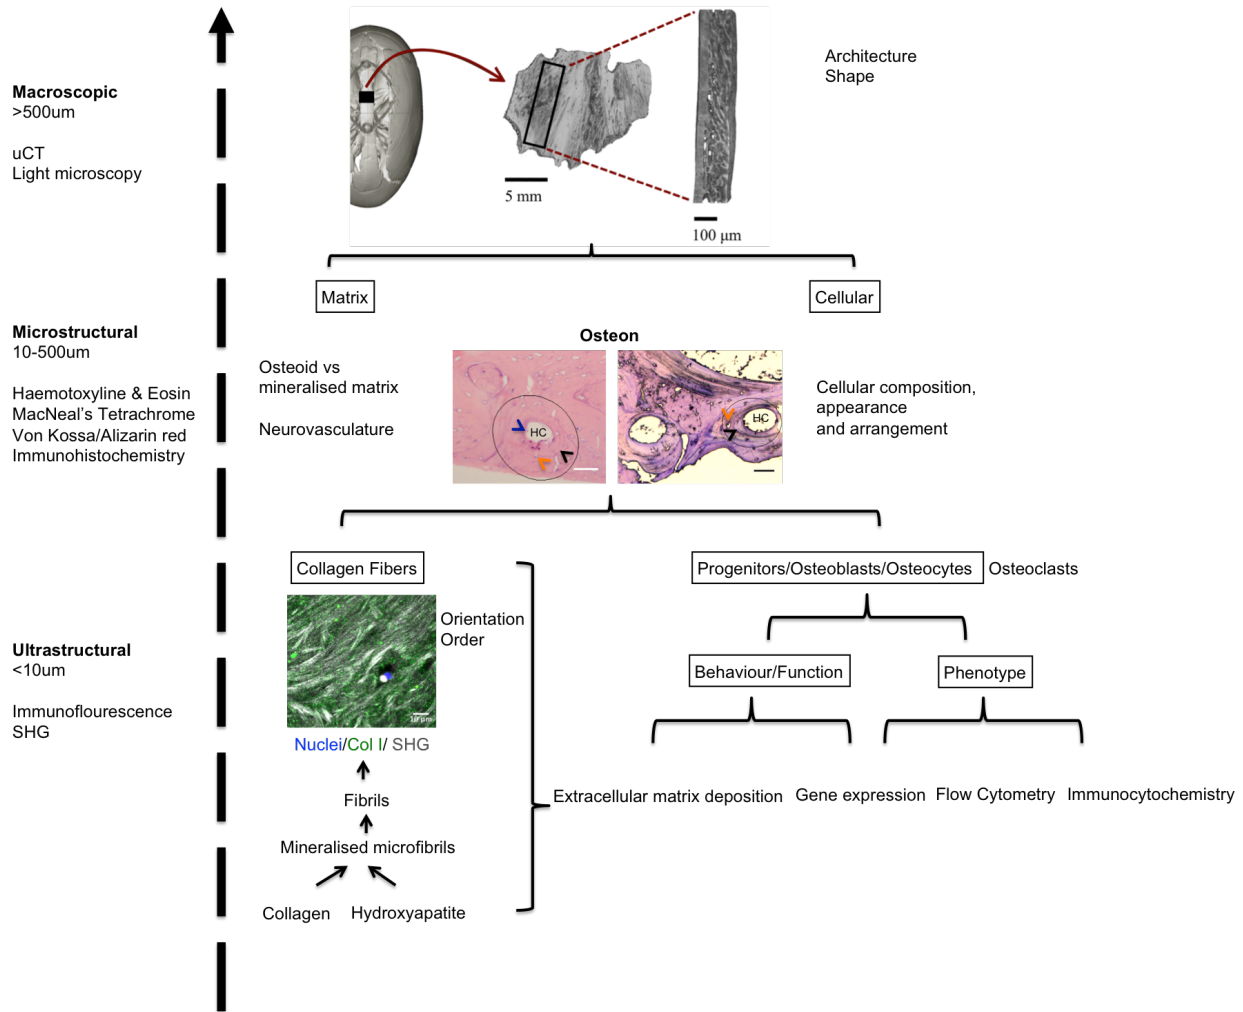 Macroscopic
>500um
uCT
Light microscopy
5 mm
100 µm
Architecture
Shape
Matrix
Cellular
Microstructural
10-500um
Haemotoxyline & Eosin
MacNeal's Tetrachrome
Von Kossa/Alizarin red
Immunohistochemistry
Osteoid vs
mineralised matrix
Neurovasculature
Osteon
HC
HC
Cellular composition,
appearance
and arrangement
Ultrastructural
<10um
Immunoflourescence
SHG
Collagen Fibers
Orientation
Order
10 µm
Nuclei/Col I/ SHG
Fibrils
Mineralised microfibrils
Collagen Hydroxyapatite
Progenitors/Osteoblasts/Osteocytes Osteoclasts
Behaviour/Function
Phenotype
Extracellular matrix deposition Gene expression Flow Cytometry Immunocytochemistry